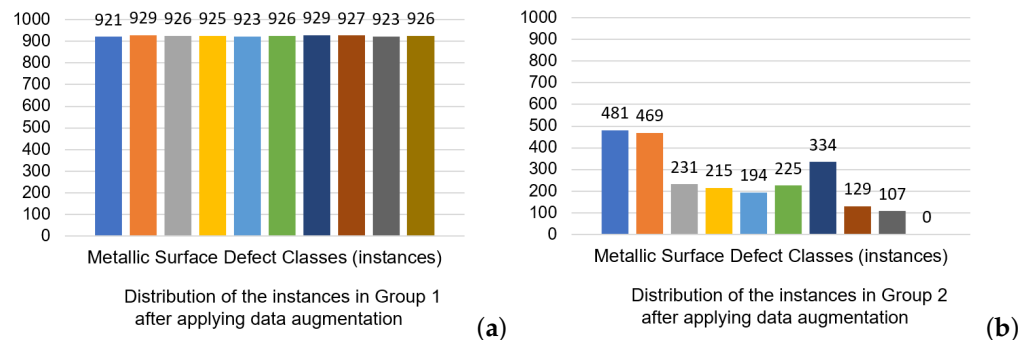 1000
900
800
700
600
500
400
300
200
100
0
921 929 926 925 923 926 929 927 923 926
Metallic Surface Defect Classes (instances)
Distribution of the instances in Group 1
after applying data augmentation
(a)
1000
900
800
700
600
500
400
300
200
100
0
481 469 231 215 194 225 334 129 107 0
Metallic Surface Defect Classes (instances)
Distribution of the instances in Group 2
after applying data augmentation
(b)